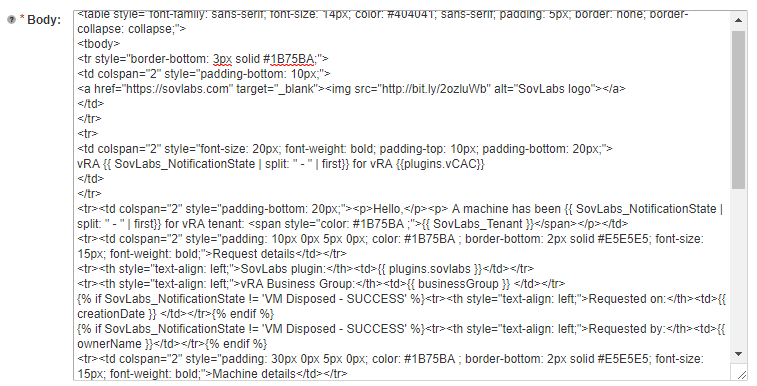 * Body:
<table style="font-family: sans-serif; font-size: 14px; color: #404041; sans-serif; padding: 5px; border: none; border-
collapse: collapse;">
<tbody>
<tr style="border-bottom: 3px solid #1B75BA;">
<td colspan="2" style="padding-bottom: 10px;">
<a href="https://sovlabs.com" target="_blank"><img src="http://bit.ly/2ozluWb" alt="SovLabs logo"></a>
</td>
</tr>
<tr>
<td colspan="2" style="font-size: 20px; font-weight: bold; padding-top: 10px; padding-bottom: 20px;">
vRA {{ SovLabs_NotificationState | split: " - " | first}} for vRA {{plugins.vCAC}}
</td>
</tr>
<tr><td colspan="2" style="padding-bottom: 20px;"><p>Hello,</p><p> A machine has been {{ SovLabs_NotificationState |
split: " - " | first}} for vRA tenant: <span style="color: #1B75BA ;">{{ SovLabs_Tenant }}</span></p></td>
<tr><td colspan="2" style="padding: 10px 0px 5px 0px; color: #1B75BA ; border-bottom: 2px solid #E5E5E5; font-size:
15px; font-weight: bold;">Request details</td></tr>
<tr><th style="text-align: left;">SovLabs plugin:</th><td>{{ plugins.sovlabs }}</td></tr>
<tr><th style="text-align: left;">vRA Business Group:</th><td>{{ businessGroup }} </td></tr>
{% if SovLabs_NotificationState != 'VM Disposed - SUCCESS' %}<tr><th style="text-align: left;">Requested on:</th><td>{{
creationDate }} </td></tr>{% endif %}
{% if SovLabs_NotificationState != 'VM Disposed - SUCCESS' %}<tr><th style="text-align: left;">Requested by:</th><td>{{
ownerName }}</td></tr>{% endif %}
<tr><td colspan="2" style="padding: 30px 0px 5px 0px; color: #1B75BA ; border-bottom: 2px solid #E5E5E5; font-size:
15px; font-weight: bold;">Machine details</td></tr>